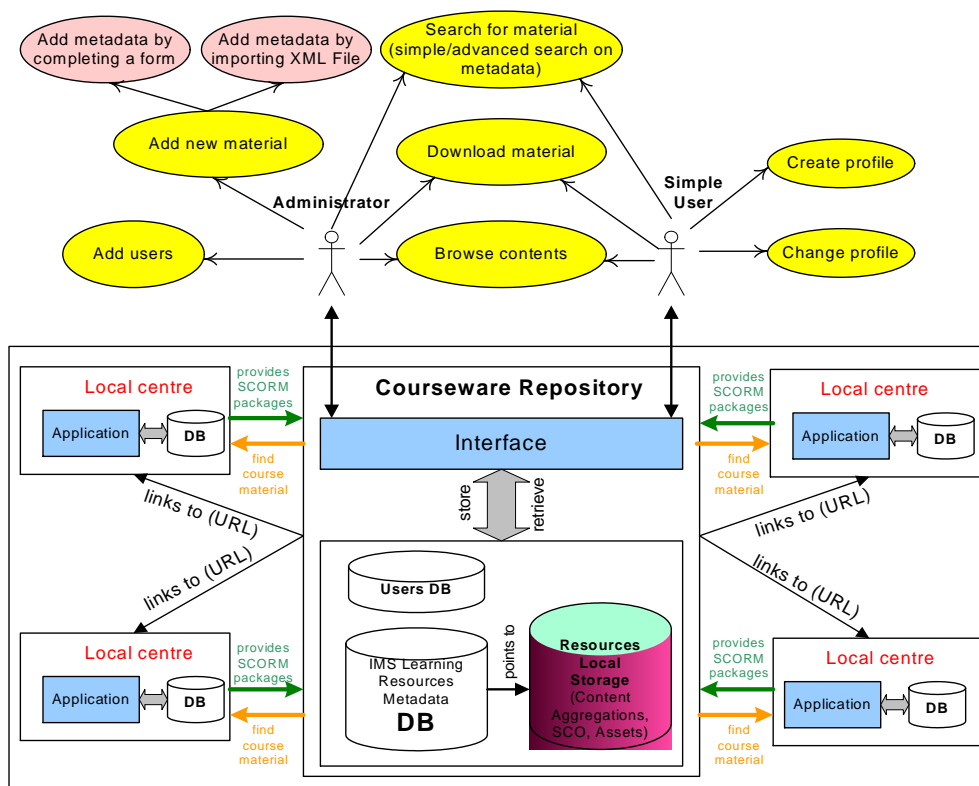 Add metadata by
completing a form
Add metadata by
importing XML File
Search for material
(simple/advanced search on
metadata)
Add new material
Download material
Create profile
Administrator
Simple
User
Add users
Browse contents
Change profile
Local centre
Application
DB
provides
SCORM
packages
find
course
material
Courseware Repository
Interface
provides
SCORM
packages
find
course
material
Local centre
Application
DB
store
retrieve
links to (URL)
links to (URL)
links to (URL)
links to (URL)
Users DB
IMS Learning
Resources
Metadata
DB
points to
Resources
Local
Storage
(Content
Aggregations,
SCO, Assets)
Local centre
Application
DB
provides
SCORM
packages
find
course
material
provides
SCORM
packages
find
course
material
Local centre
Application
DB